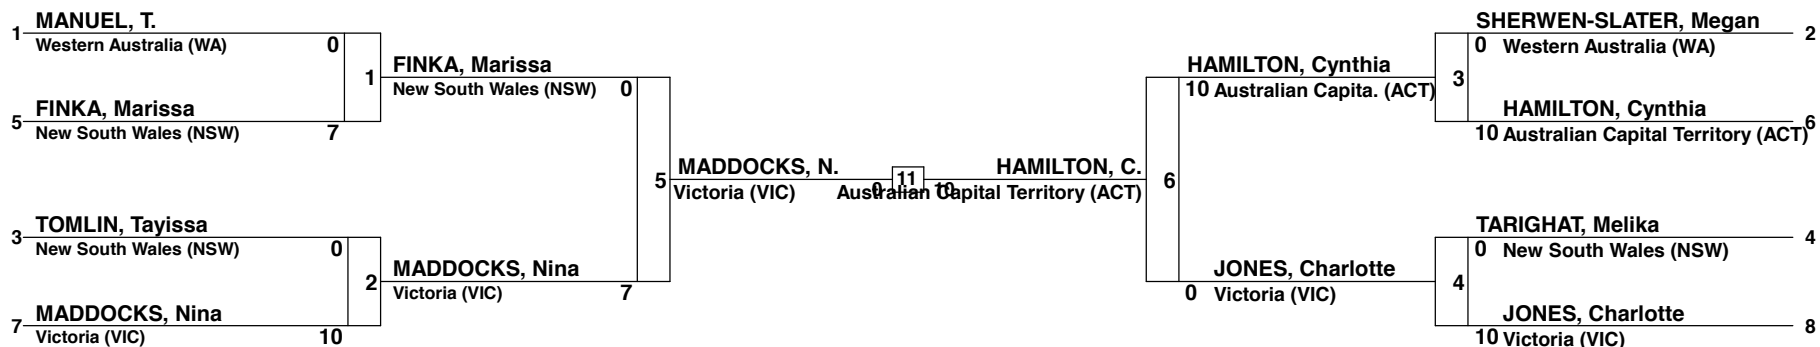 1
MANUEL, T.
Western Australia (WA)
0
1
FINKA, Marissa
New South Wales (NSW)
0
5
FINKA, Marissa
New South Wales (NSW)
7
5
MADDOCKS, N.
Victoria (VIC)
0
3
TOMLIN, Tayissa
New South Wales (NSW)
0
2
MADDOCKS, Nina
Victoria (VIC)
7
7
MADDOCKS, Nina
Victoria (VIC)
10
11
HAMILTON, C.
Australian Capital Territory (ACT)
10
6
HAMILTON, Cynthia
10 Australian Capita. (ACT)
3
SHERWEN-SLATER, Megan
0 Western Australia (WA)
2
HAMILTON, Cynthia
10 Australian Capital Territory (ACT)
6
JONES, Charlotte
0 Victoria (VIC)
4
TARIGHAT, Melika
0 New South Wales (NSW)
4
JONES, Charlotte
10 Victoria (VIC)
8